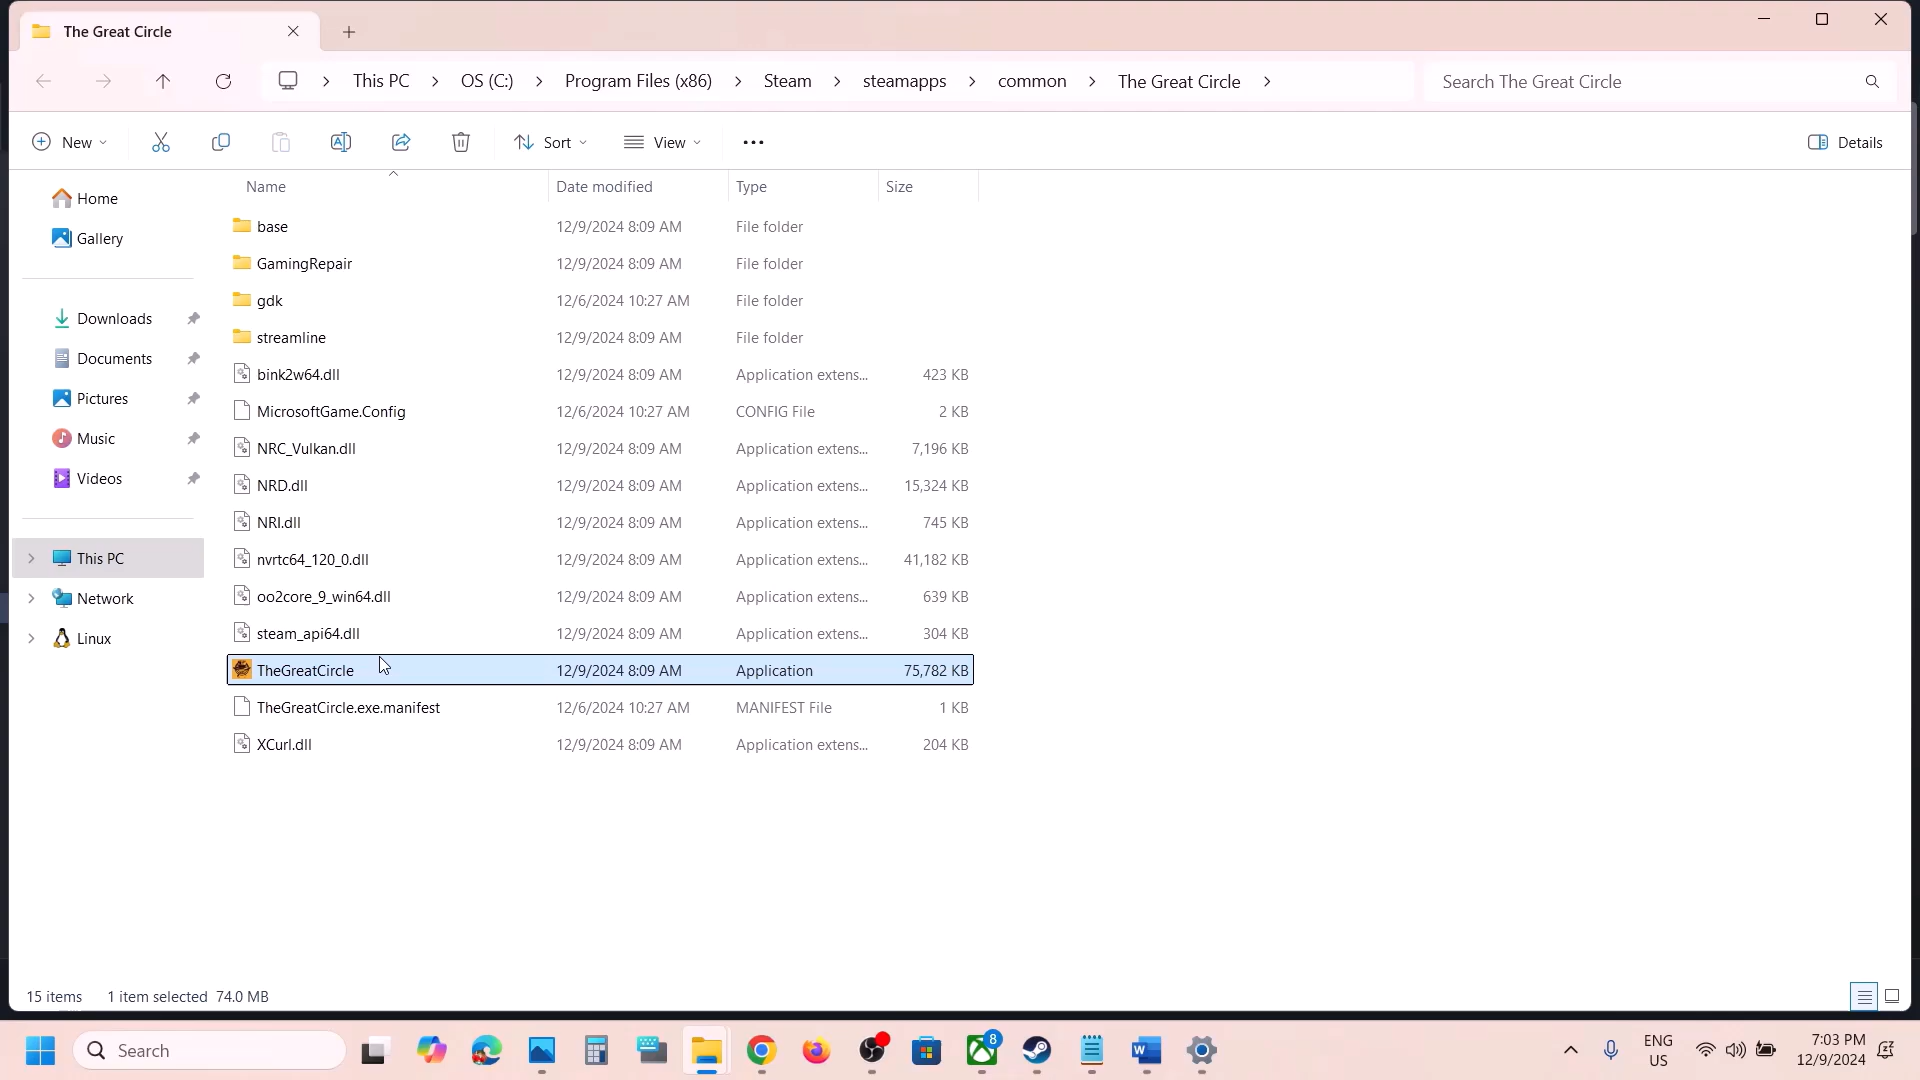 The Great Circle
This PC > OS (C:) > Program Files (x86) > Steam > steamapps > common > The Great Circle >
Search The Great Circle
New
Sort
View
Details
Name Date modified Type Size
Home
Gallery
Downloads
Documents
Pictures
Music
Videos
This PC
Network
Linux
base 12/9/2024 8:09 AM File folder
GamingRepair 12/9/2024 8:09 AM File folder
gdk 12/6/2024 10:27 AM File folder
streamline 12/9/2024 8:09 AM File folder
bink2w64.dll 12/9/2024 8:09 AM Application extens... 423 KB
MicrosoftGame.Config 12/6/2024 10:27 AM CONFIG File 2 KB
NRC_Vulkan.dll 12/9/2024 8:09 AM Application extens... 7,196 KB
NRD.dll 12/9/2024 8:09 AM Application extens... 15,324 KB
NRI.dll 12/9/2024 8:09 AM Application extens... 745 KB
nvrtc64_120_0.dll 12/9/2024 8:09 AM Application extens... 41,182 KB
oo2core_9_win64.dll 12/9/2024 8:09 AM Application extens... 639 KB
steam_api64.dll 12/9/2024 8:09 AM Application extens... 304 KB
TheGreatCircle 12/9/2024 8:09 AM Application 75,782 KB
TheGreatCircle.exe.manifest 12/6/2024 10:27 AM MANIFEST File 1 KB
XCurl.dll 12/9/2024 8:09 AM Application extens... 204 KB
15 items 1 item selected 74.0 MB
Search
8
ENG
US
7:03 PM
12/9/2024